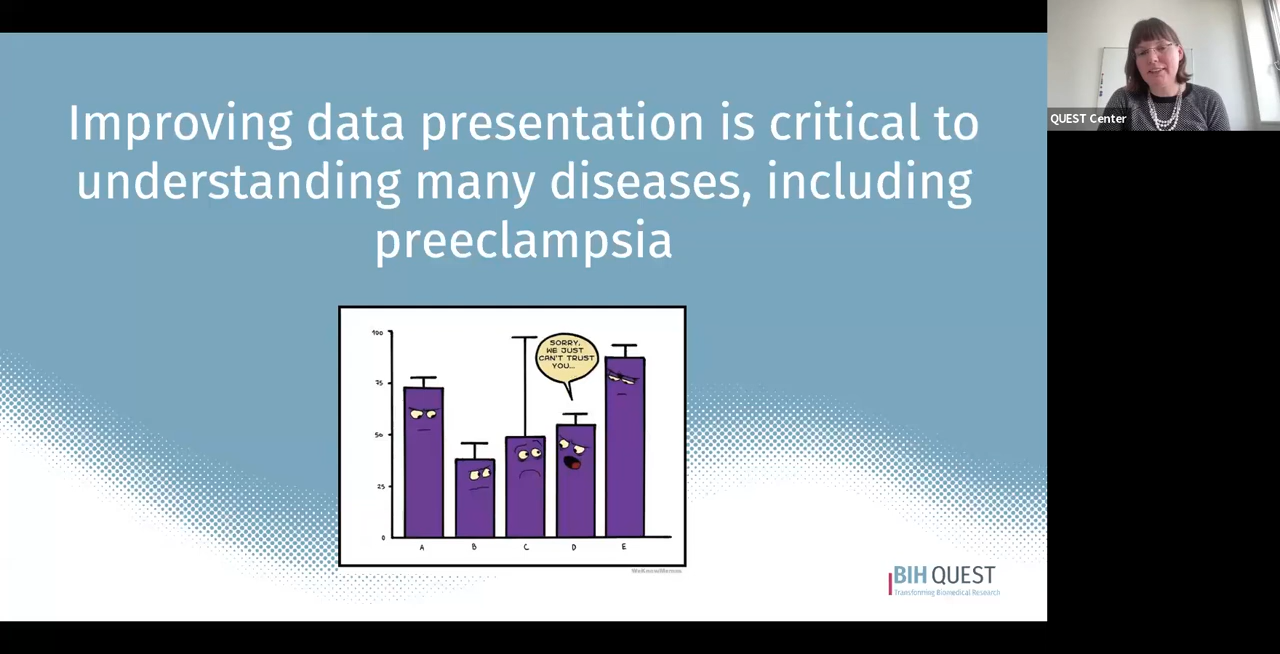 Improving data presentation is critical to
understanding many diseases, including
preeclampsia
QUEST Center
100
75
50
25
0
SORRY,
WE JUST
CAN'T TRUST
YOU...
A B C D E
BIH QUEST
Transforming Biomedical Research